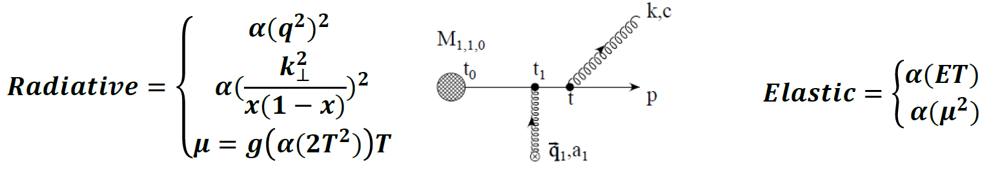 Radiative = { α(q²)²
α(k⊥²/x(1 − x))²
μ = g(α(2T²))T
M₁,₁,₀
t₀
t₁
t
k,c
p
q⃗₁,a₁
Elastic = { α(ET)
α(μ²)